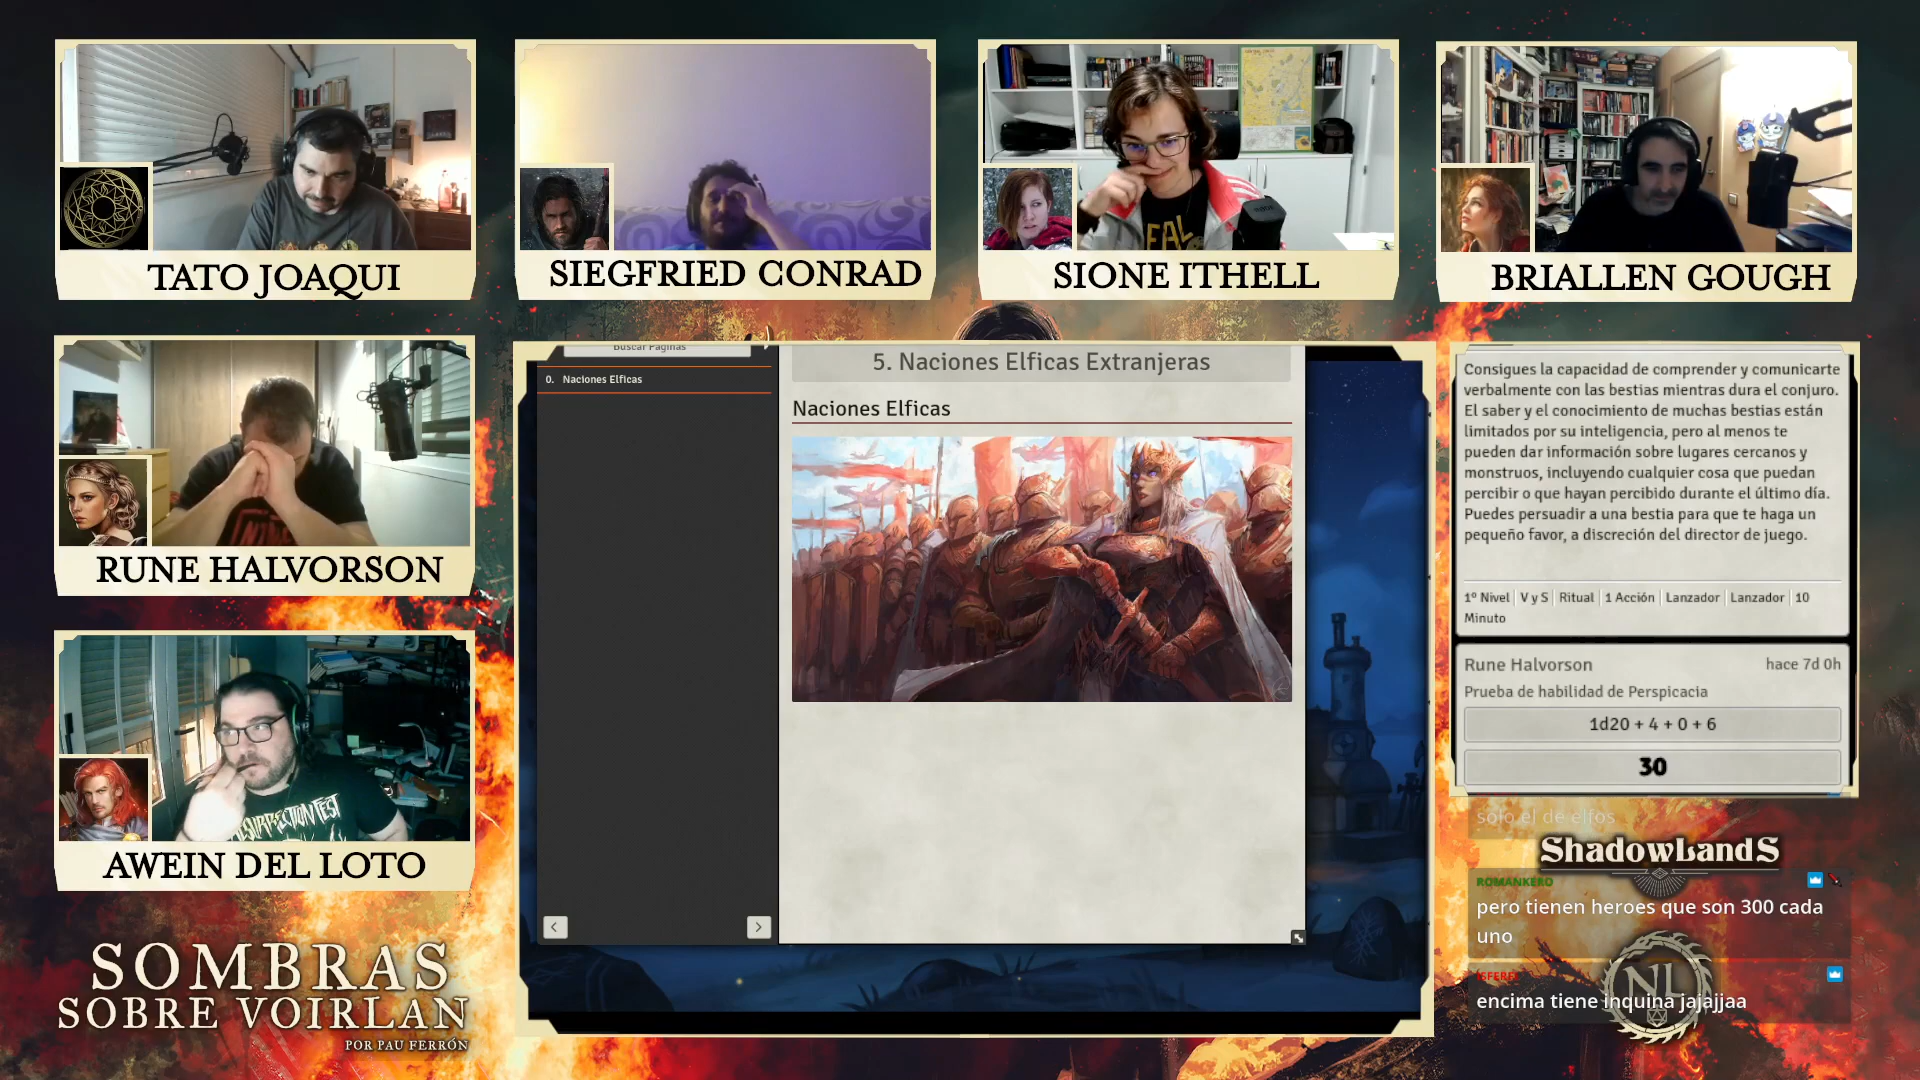 TATO JOAQUI
SIEGFRIED CONRAD
SIONE ITHELL
BRIALLEN GOUGH
RUNE HALVORSON
AWEIN DEL LOTO
SOMBRAS
SOBRE VOIRLAN
POR PAU FERRÓN
Buscar Paginas
0. Naciones Elficas
5. Naciones Elficas Extranjeras
Naciones Elficas
Consigues la capacidad de comprender y comunicarte
verbalmente con las bestias mientras dura el conjuro.
El saber y el conocimiento de muchas bestias están
limitados por su inteligencia, pero al menos te
pueden dar información sobre lugares cercanos y
monstruos, incluyendo cualquier cosa que puedan
percibir o que hayan percibido durante el último día.
Puedes persuadir a una bestia para que te haga un
pequeño favor, a discreción del director de juego.
1º Nivel V y S Ritual 1 Acción Lanzador Lanzador 10
Minuto
Rune Halvorson hace 7d 0h
Prueba de habilidad de Perspicacia
1d20 + 4 + 0 + 6
30
solo el de elfos
ShadowLandS
ROMANKERO
pero tienen heroes que son 300 cada
uno
encima tiene inquina jajajjaa
NL